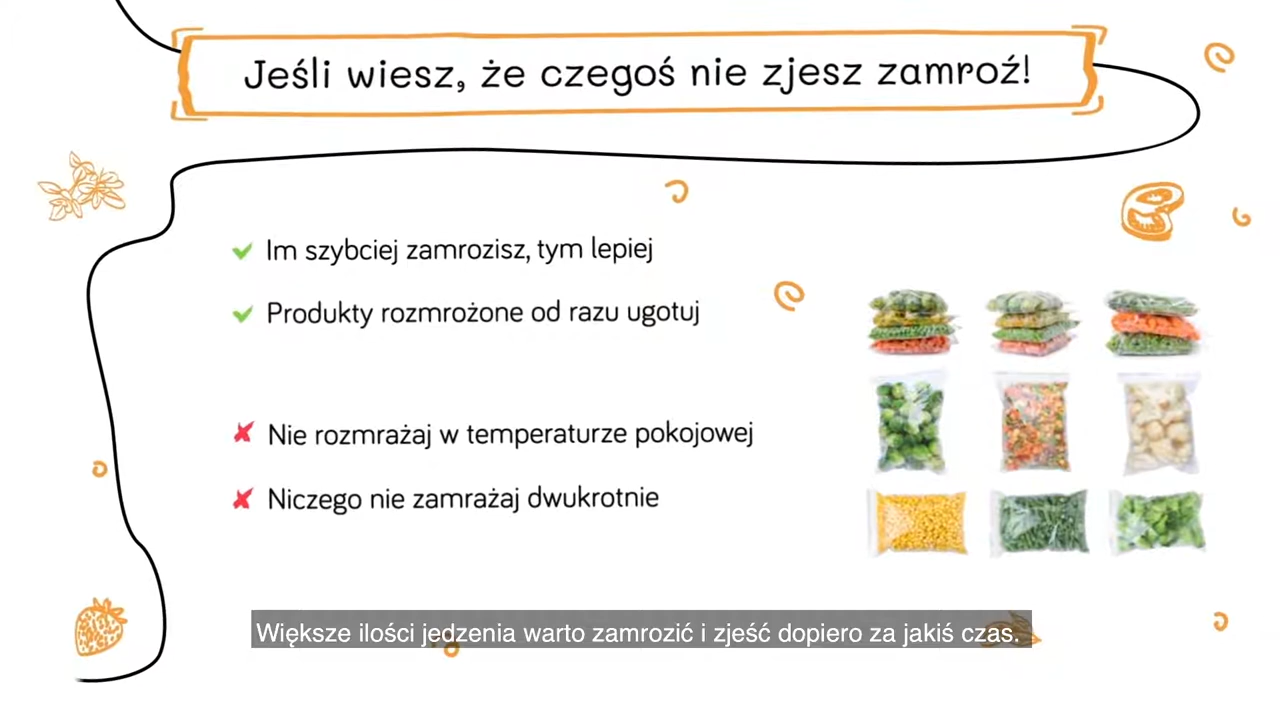 Jeśli wiesz, że czegoś nie zjesz zamroź!
Im szybciej zamrozisz, tym lepiej
Produkty rozmrożone od razu ugotuj
Nie rozmrażaj w temperaturze pokojowej
Niczego nie zamrażaj dwukrotnie
Większe ilości jedzenia warto zamrozić i zjeść dopiero za jakiś czas.